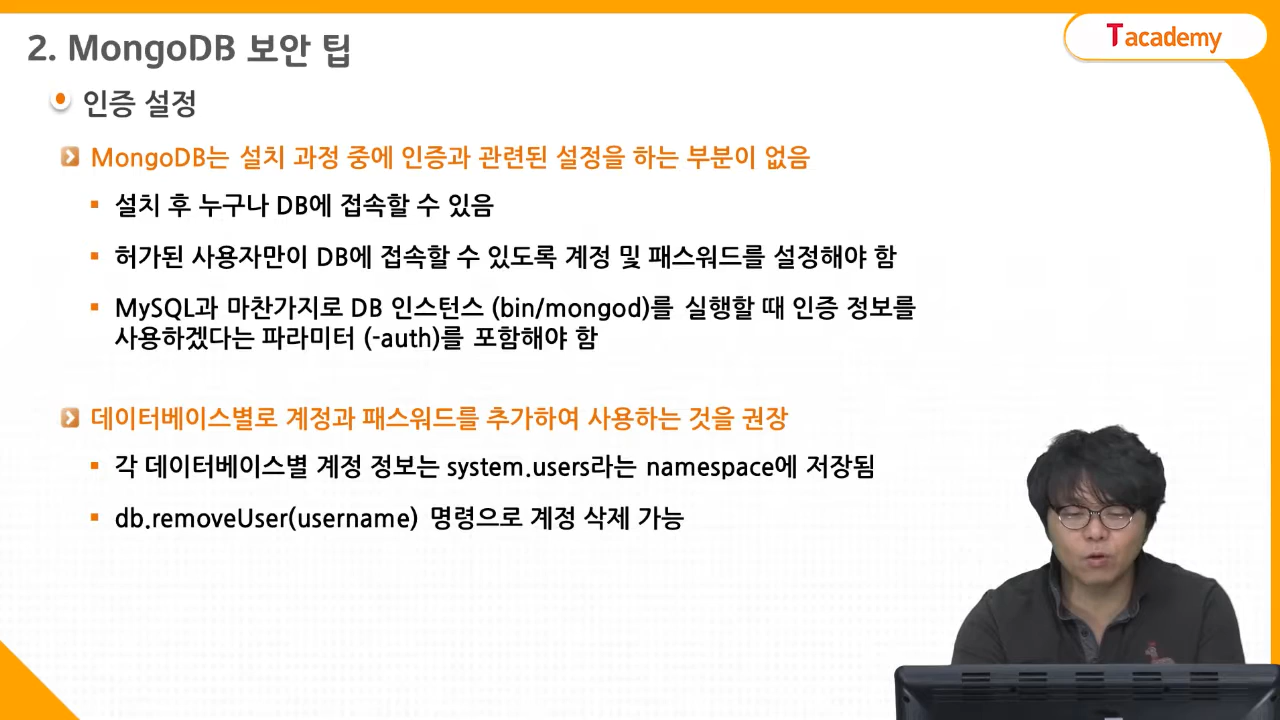 2. MongoDB 보안 팁
Tacademy
인증 설정
MongoDB는 설치 과정 중에 인증과 관련된 설정을 하는 부분이 없음
설치 후 누구나 DB에 접속할 수 있음
허가된 사용자만이 DB에 접속할 수 있도록 계정 및 패스워드를 설정해야 함
MySQL과 마찬가지로 DB 인스턴스 (bin/mongod)를 실행할 때 인증 정보를
사용하겠다는 파라미터 (-auth)를 포함해야 함
데이터베이스별로 계정과 패스워드를 추가하여 사용하는 것을 권장
각 데이터베이스별 계정 정보는 system.users라는 namespace에 저장됨
db.removeUser(username) 명령으로 계정 삭제 가능